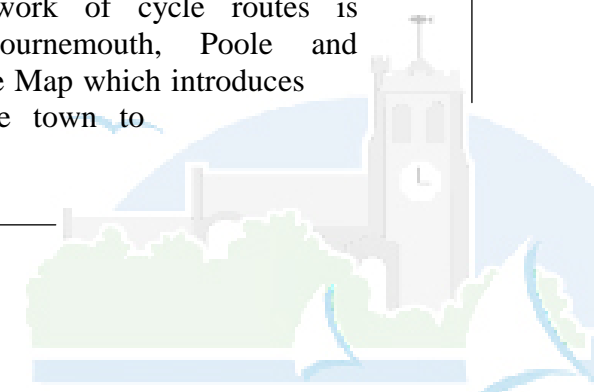 work of cycle routes is
ournemouth, Poole and
e Map which introduces
e town to